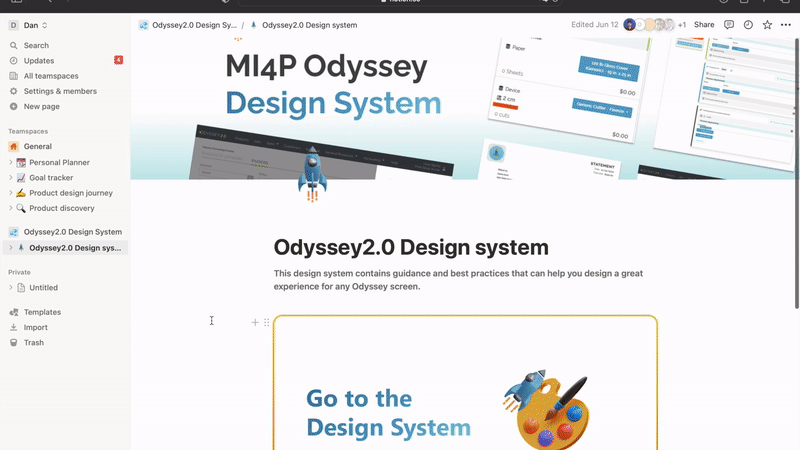 Dan
Odyssey2.0 Design Sy... / Odyssey2.0 Design system
Edited Jun 12
+1
Share
Search
Updates
4
All teamspaces
Settings & members
New page
Teamspaces
General
Personal Planner
Goal tracker
Product design journey
Product discovery
Odyssey2.0 Design System
Odyssey2.0 Design sys...
Private
Untitled
Templates
Import
Trash
MI4P Odyssey
Design System
Paper
0 Sheets
$0.00
Device
2 cm
0 cuts
$0.00
STATEMENT
Odyssey2.0 Design system
This design system contains guidance and best practices that can help you design a great
experience for any Odyssey screen.
Go to the
Design System